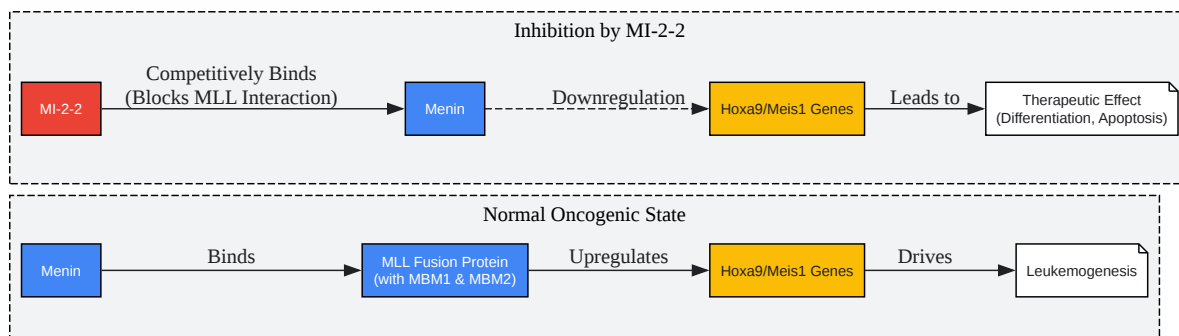 Inhibition by MI-2-2
MI-2-2
Competitively Binds
(Blocks MLL Interaction)
Menin
Downregulation
Hoxa9/Meis1 Genes
Leads to
Therapeutic Effect
(Differentiation, Apoptosis)
Normal Oncogenic State
Menin
Binds
MLL Fusion Protein
(with MBM1 & MBM2)
Upregulates
Hoxa9/Meis1 Genes
Drives
Leukemogenesis